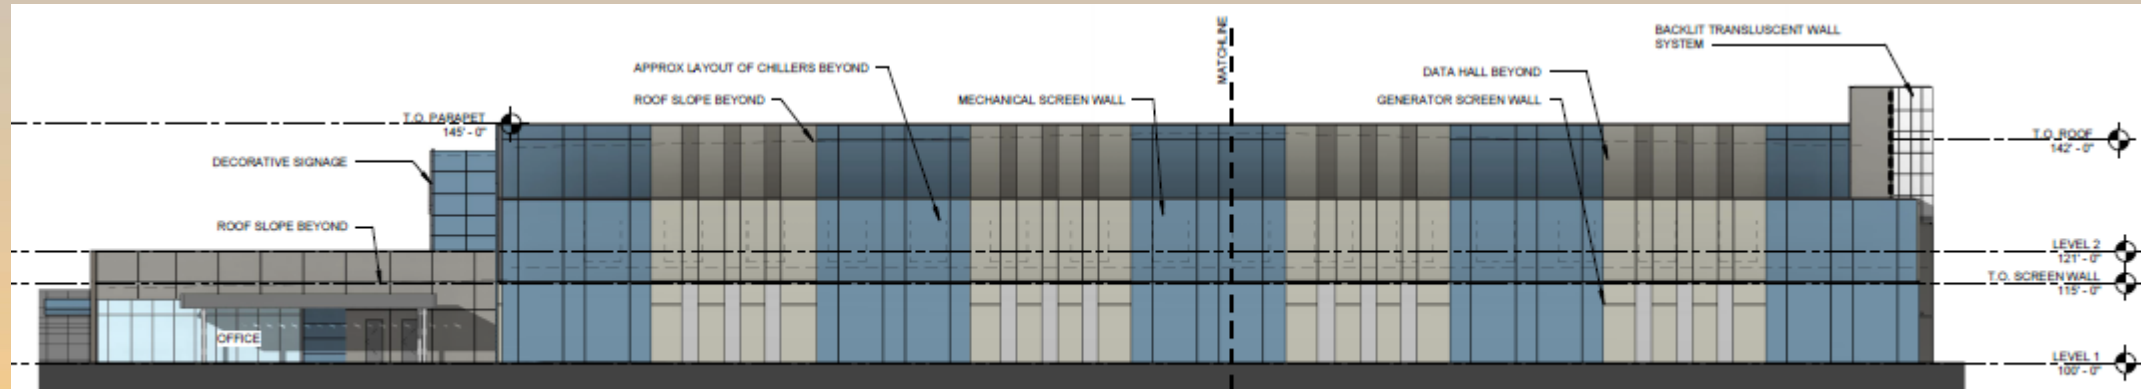 BACKLIT TRANSLUSCENT WALL
SYSTEM
MATCHLINE
APPROX LAYOUT OF CHILLERS BEYOND
DATA HALL BEYOND
ROOF SLOPE BEYOND
MECHANICAL SCREEN WALL
GENERATOR SCREEN WALL
T.O. PARAPET
145' - 0"
T.O. ROOF
142' - 0"
DECORATIVE SIGNAGE
ROOF SLOPE BEYOND
LEVEL 2
121' - 0"
T.O. SCREEN WALL
115' - 0"
OFFICE
LEVEL 1
100' - 0"